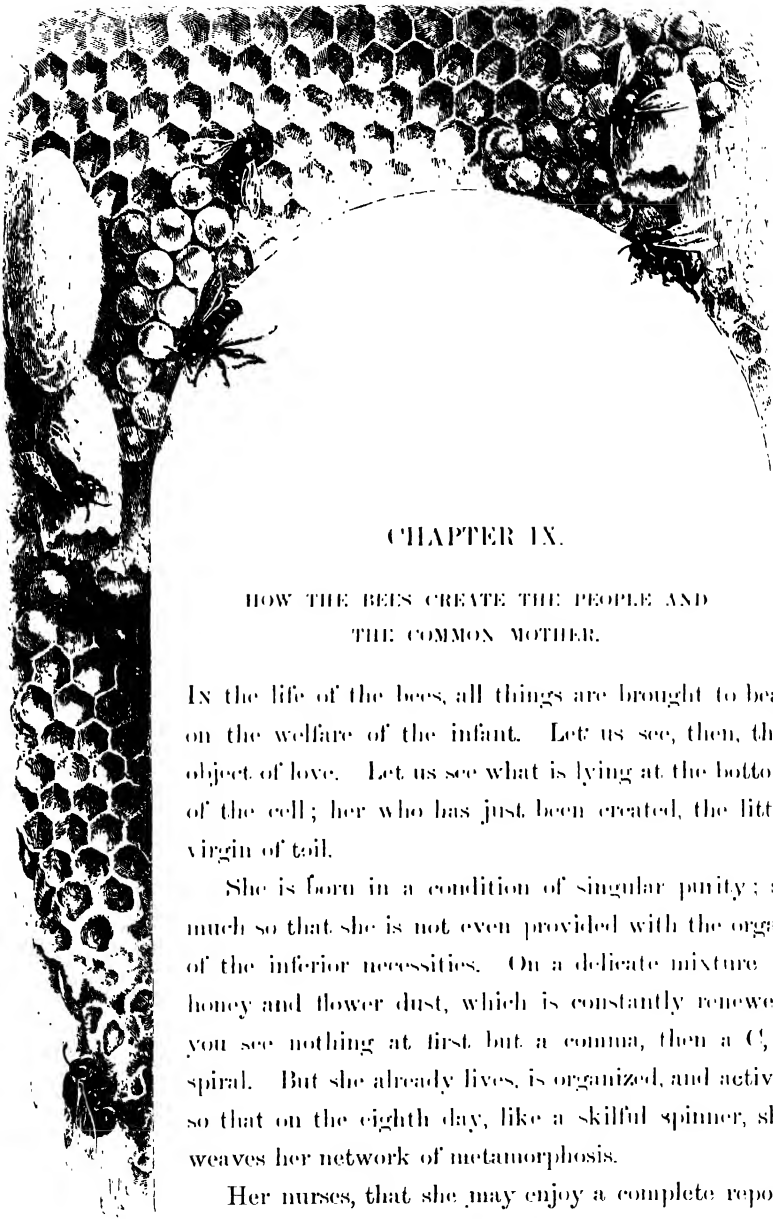 CHAPTER IX.
HOW THE BEES CREATE THE PEOPLE AND
THE COMMON MOTHER.
IN the life of the bees, all things are brought to bea
on the welfare of the infant. Let us see, then, th
object of love. Let us see what is lying at the botto
of the cell; her who has just been created, the litt
virgin of toil.
She is born in a condition of singular purity;
much so that she is not even provided with the orga
of the inferior necessities. On a delicate mixture
honey and flower dust, which is constantly renewe
you see nothing at first but a comma, then a C,
spiral. But she already lives, is organized, and activ
so that on the eighth day, like a skilful spinner, sh
weaves her network of metamorphosis.
Her nurses, that she may enjoy a complete repo